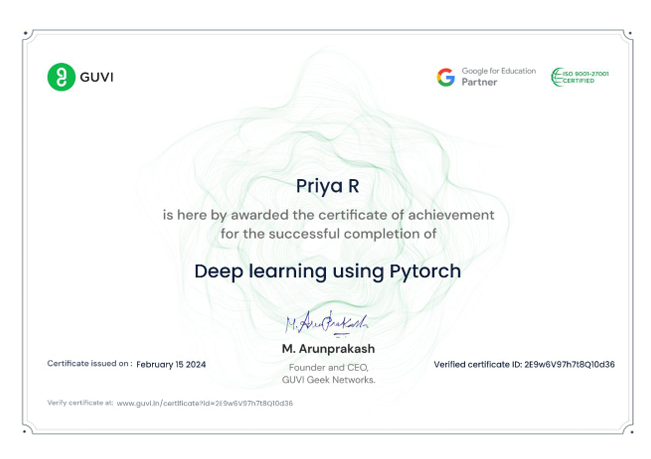 GUVI
Google for Education
Partner
ISO 9001-27001
CERTIFIED
Priya R
is here by awarded the certificate of achievement
for the successful completion of
Deep learning using Pytorch
M. Arunprakash
M. Arunprakash
Founder and CEO,
GUVI Geek Networks.
Certificate issued on : February 15 2024
Verified certificate ID: 2E9w6V97h7t8Q10d36
Verify certificate at: www.guvi.in/certificate?id=2E9w6V97h7t8Q10d36